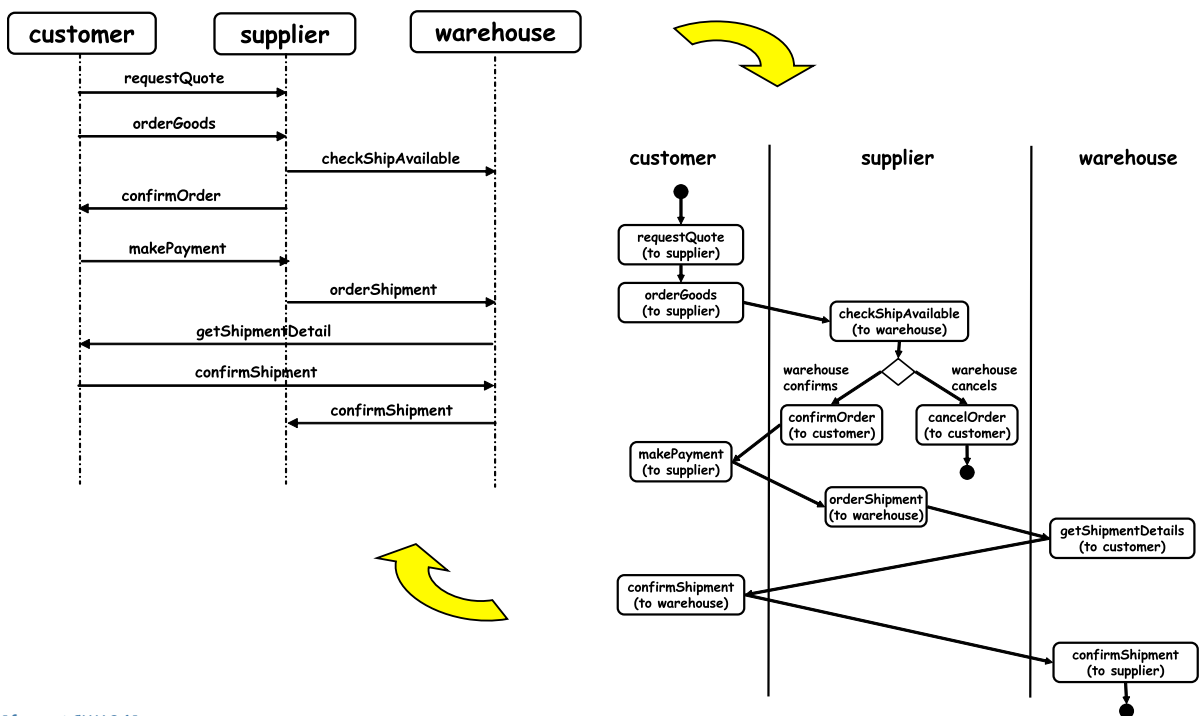 customer
supplier
warehouse
requestQuote
orderGoods
checkShipAvailable
confirmOrder
makePayment
orderShipment
getShipmentDetail
confirmShipment
confirmShipment
customer
supplier
warehouse
requestQuote
(to supplier)
orderGoods
(to supplier)
checkShipAvailable
(to warehouse)
warehouse
confirms
warehouse
cancels
confirmOrder
(to customer)
cancelOrder
(to customer)
makePayment
(to supplier)
orderShipment
(to warehouse)
getShipmentDetails
(to customer)
confirmShipment
(to warehouse)
confirmShipment
(to supplier)